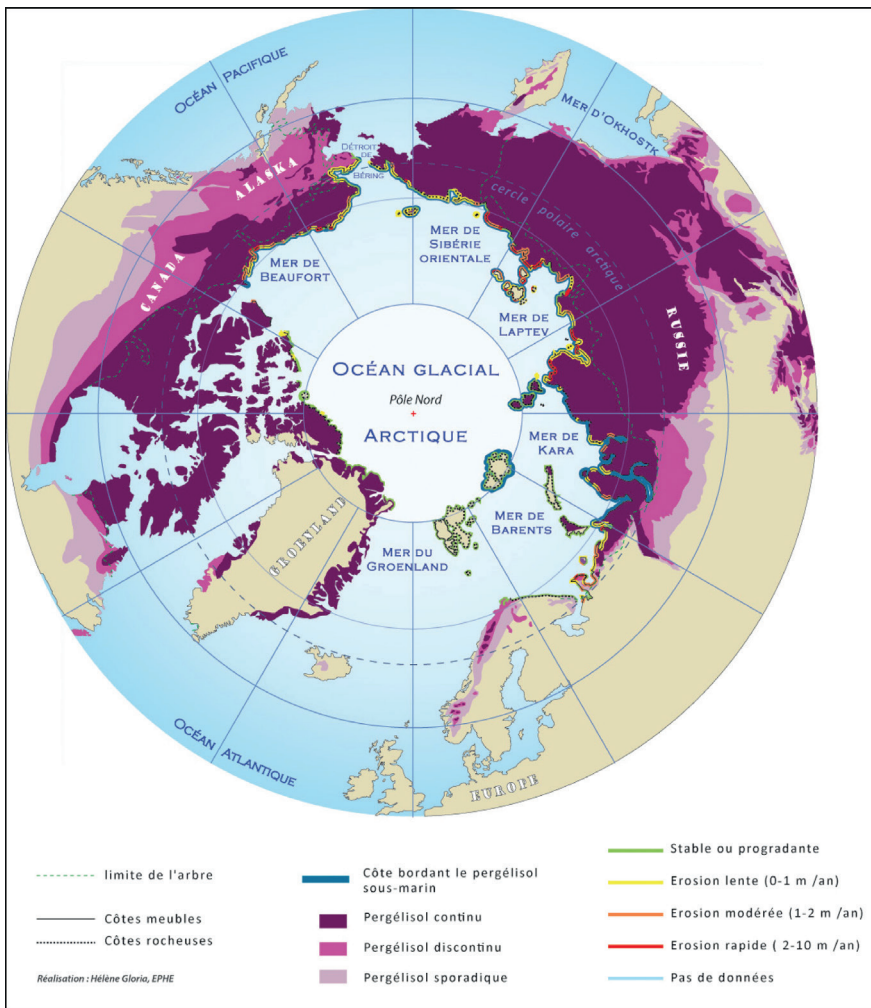 OCÉAN PACIFIQUE
MER D'OKHOSTK
DÉTROIT
DE
BÉRING
ALASKA
cercle polaire arctique
MER DE
SIBÉRIE
ORIENTALE
MER DE
BEAUFORT
CANADA
MER DE
LAPTEV
RUSSIE
OCÉAN GLACIAL
Pôle Nord
ARCTIQUE
MER DE
KARA
MER DE
BARENTS
GROENLAND
MER DU
GROENLAND
OCÉAN ATLANTIQUE
EUROPE
limite de l'arbre
Côtes meubles
Côtes rocheuses
Réalisation : Hélène Gloria, EPHE
Côte bordant le pergélisol
sous-marin
Pergélisol continu
Pergélisol discontinu
Pergélisol sporadique
Stable ou progradante
Erosion lente (0-1 m /an)
Erosion modérée (1-2 m /an)
Erosion rapide ( 2-10 m /an)
Pas de données